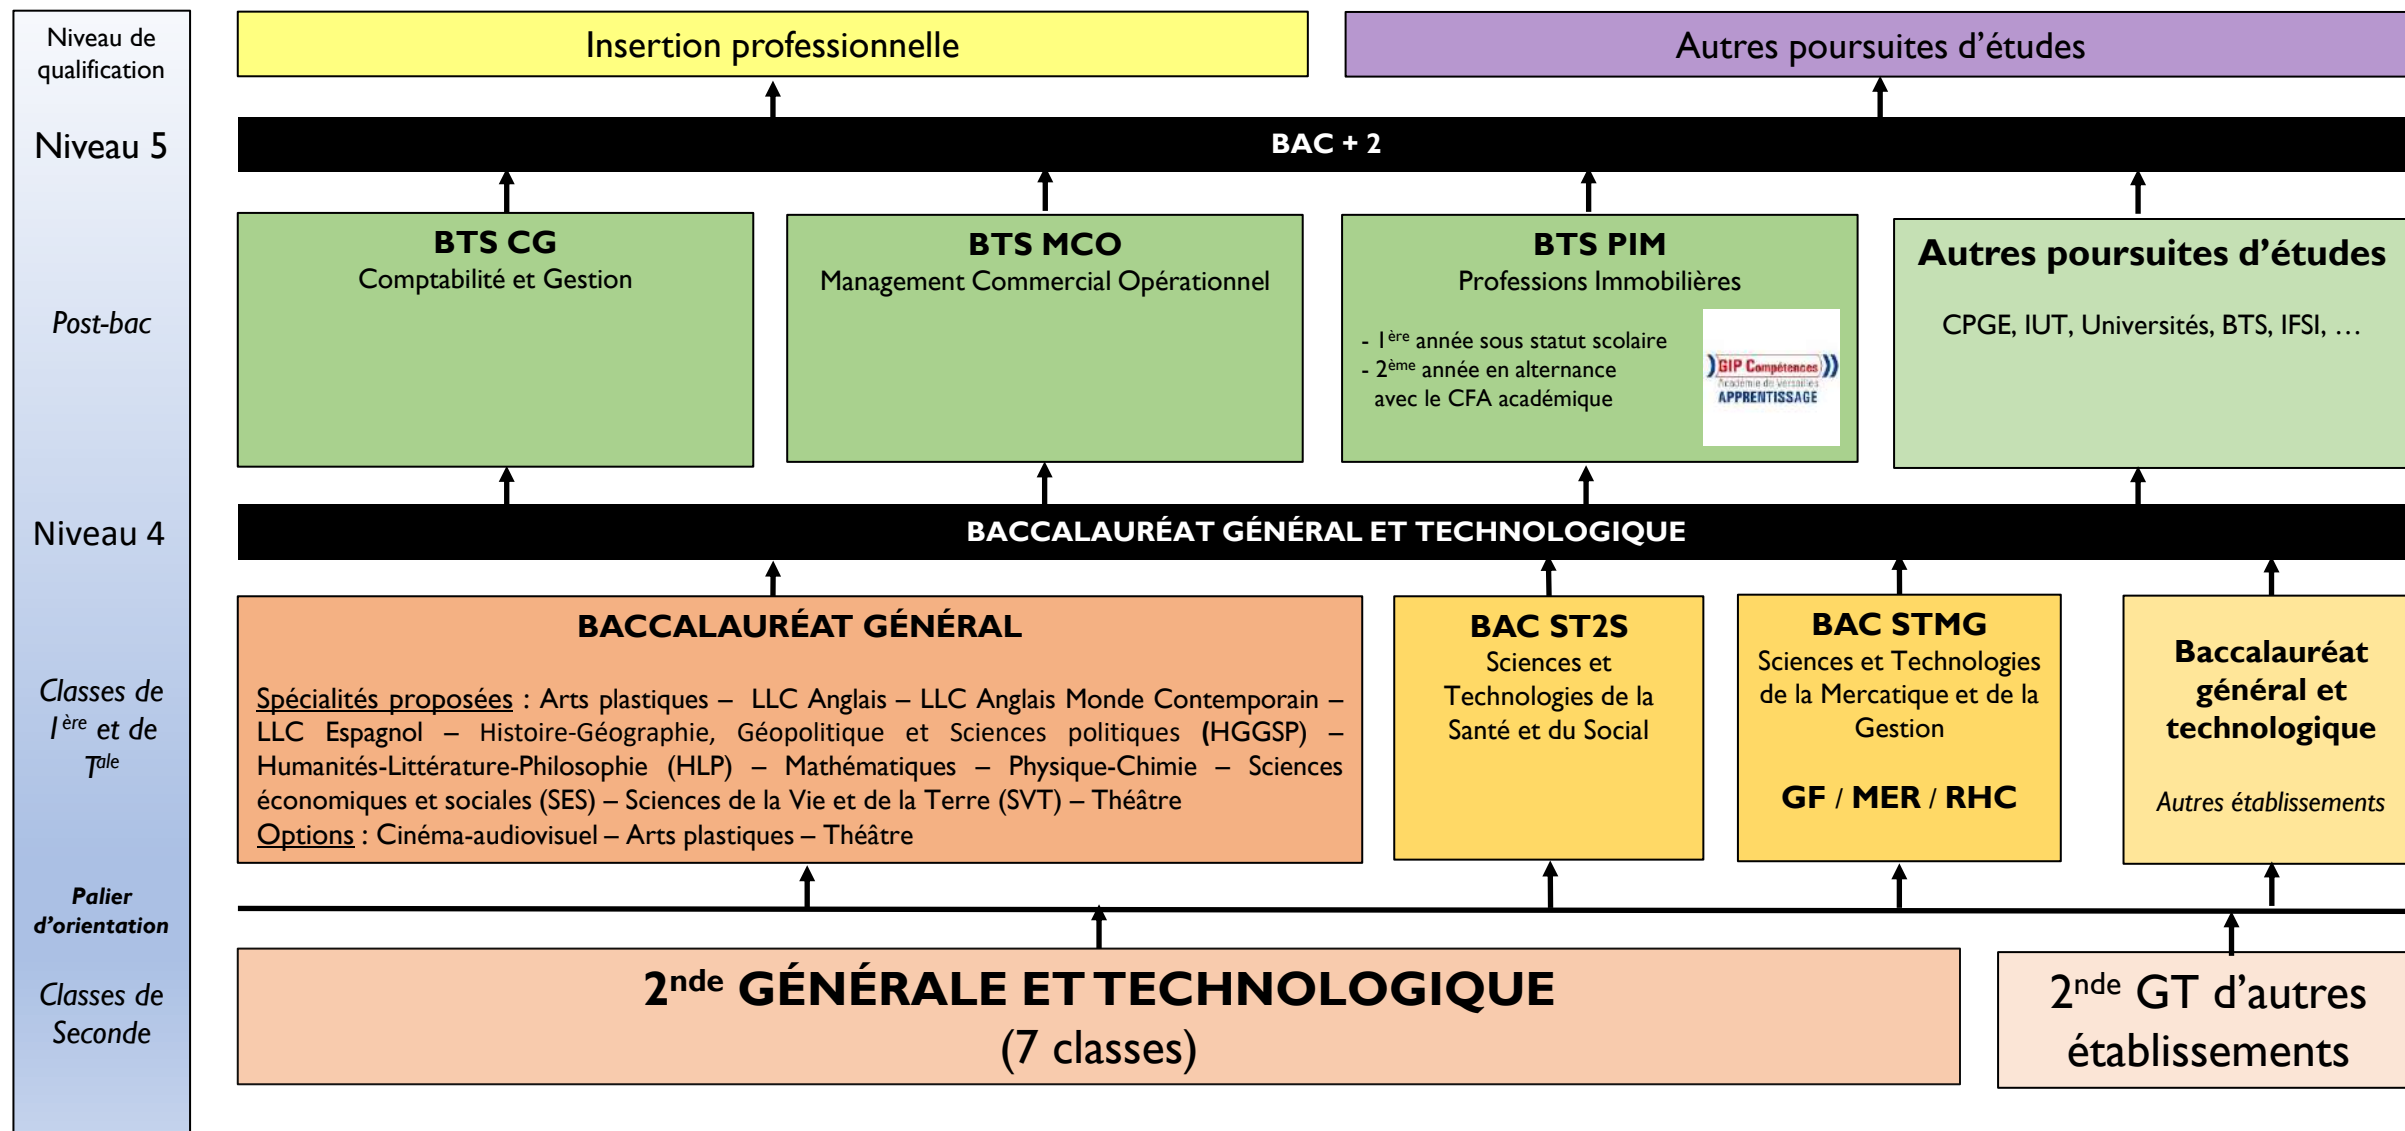 Niveau de
qualification
Insertion professionnelle
Autres poursuites d'études
Niveau 5
BAC + 2
Post-bac
BTS CG
Comptabilité et Gestion
BTS MCO
Management Commercial Opérationnel
BTS PIM
Professions Immobilières
- 1ère année sous statut scolaire
- 2ème année en alternance
avec le CFA académique
GIP Compétences
Académie de Versailles
APPRENTISSAGE
Autres poursuites d'études
CPGE, IUT, Universités, BTS, IFSI, …
Niveau 4
BACCALAURÉAT GÉNÉRAL ET TECHNOLOGIQUE
Classes de
1ère et de
Tale
BACCALAURÉAT GÉNÉRAL
Spécialités proposées : Arts plastiques – LLC Anglais – LLC Anglais Monde Contemporain –
LLC Espagnol – Histoire-Géographie, Géopolitique et Sciences politiques (HGGSP) –
Humanités-Littérature-Philosophie (HLP) – Mathématiques – Physique-Chimie – Sciences
économiques et sociales (SES) – Sciences de la Vie et de la Terre (SVT) – Théâtre
Options : Cinéma-audiovisuel – Arts plastiques – Théâtre
BAC ST2S
Sciences et
Technologies de la
Santé et du Social
BAC STMG
Sciences et Technologies
de la Mercatique et de la
Gestion
GF / MER / RHC
Baccalauréat
général et
technologique
Autres établissements
Palier
d'orientation
Classes de
Seconde
2nde GÉNÉRALE ET TECHNOLOGIQUE
(7 classes)
2nde GT d'autres
établissements